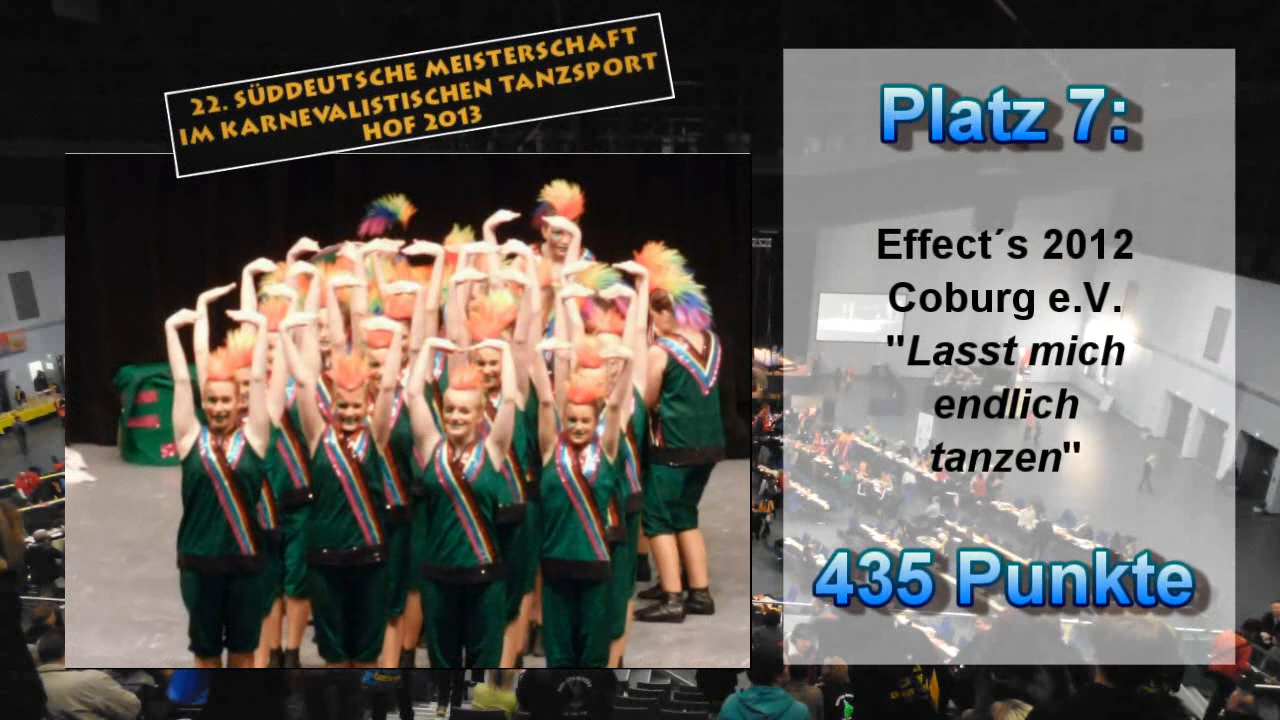 22. SÜDDEUTSCHE MEISTERSCHAFT
IM KARNEVALISTISCHEN TANZSPORT
HOF 2013
Platz 7:
Effect´s 2012
Coburg e.V.
"Lasst mich
endlich
tanzen"
435 Punkte